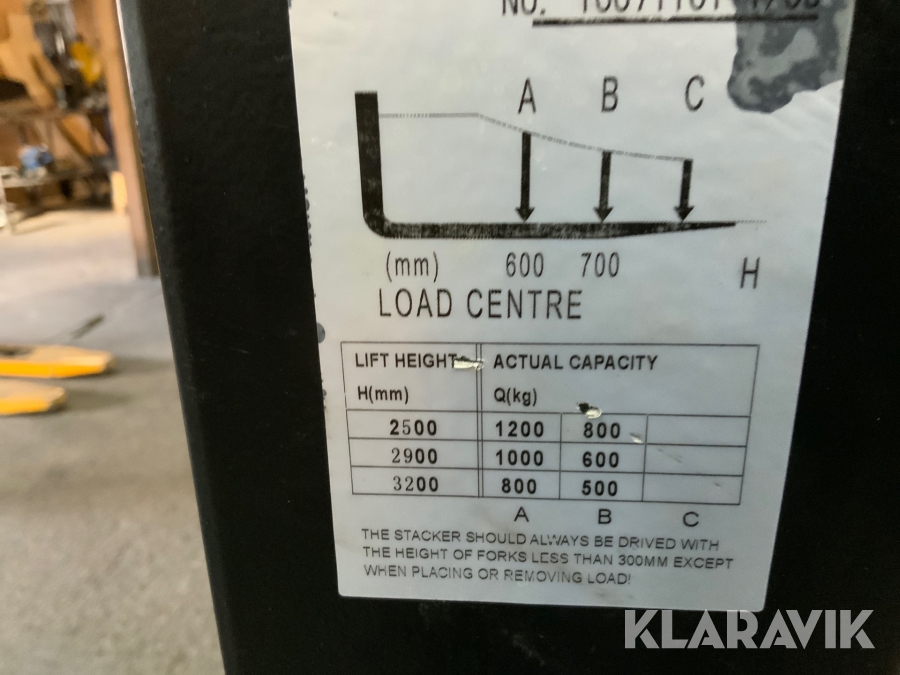 NO.
A B C
(mm) 600 700 H
LOAD CENTRE
LIFT HEIGHT ACTUAL CAPACITY
H(mm) Q(kg)
2500 1200 800
2900 1000 600
3200 800 500
A B C
THE STACKER SHOULD ALWAYS BE DRIVED WITH
THE HEIGHT OF FORKS LESS THAN 300MM EXCEPT
WHEN PLACING OR REMOVING LOAD!
KLARAVIK